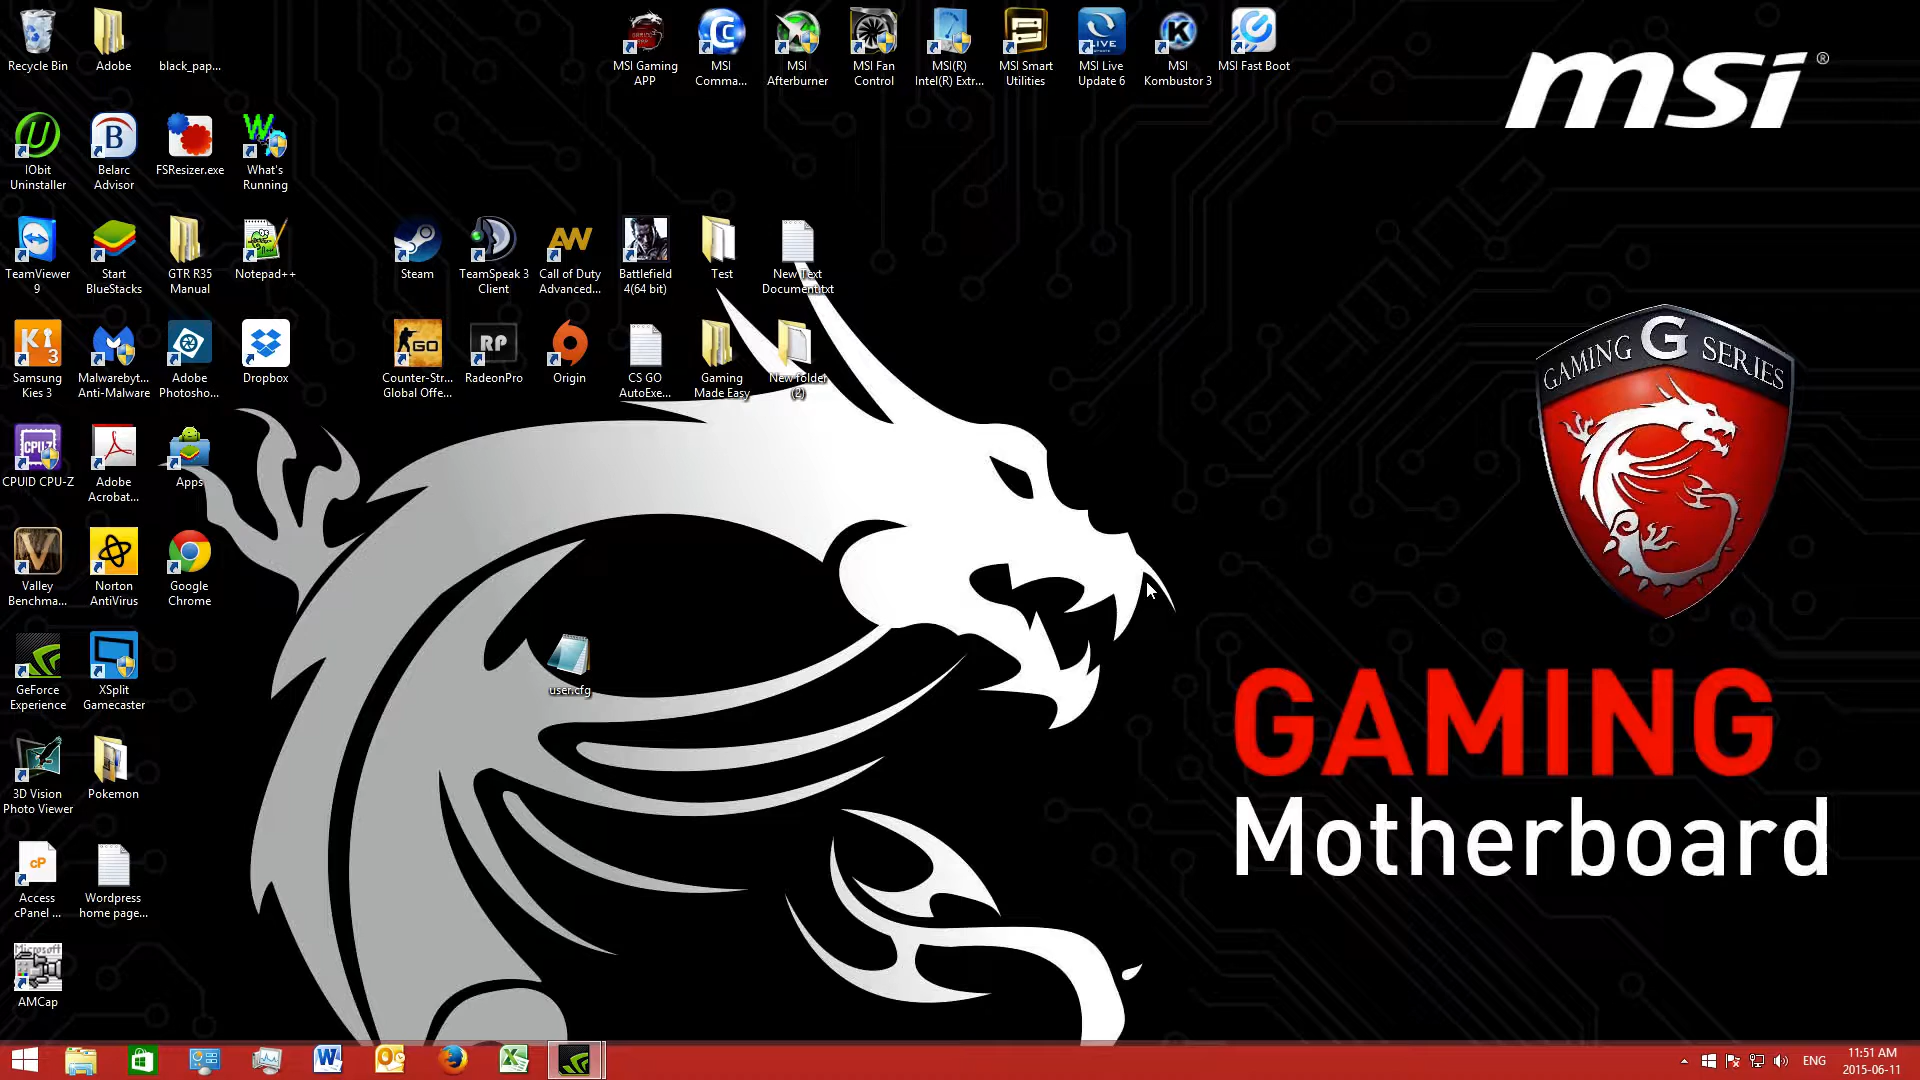 Recycle Bin
Adobe
black_pap...
MSI Gaming
APP
MSI
Comma...
MSI
Afterburner
MSI Fan
Control
MSI(R)
Intel(R) Extr...
MSI Smart
Utilities
MSI Live
Update 6
MSI
Kombustor 3
MSI Fast Boot
msi®
IObit
Uninstaller
Belarc
Advisor
FSResizer.exe
What's
Running
TeamViewer
9
Start
BlueStacks
GTR R35
Manual
Notepad++
Steam
TeamSpeak 3
Client
Call of Duty
Advanced...
Battlefield
4(64 bit)
Test
New Text
Document.txt
Samsung
Kies 3
Malwarebyt...
Anti-Malware
Adobe
Photosho...
Dropbox
Counter-Str...
Global Offe...
RadeonPro
Origin
CS GO
AutoExe...
Gaming
Made Easy
New folder
(2)
GAMING G SERIES
CPUID CPU-Z
Adobe
Acrobat...
Apps
Valley
Benchma...
Norton
AntiVirus
Google
Chrome
GeForce
Experience
XSplit
Gamecaster
user.cfg
3D Vision
Photo Viewer
Pokemon
GAMING
Motherboard
Access
cPanel ...
Wordpress
home page...
AMCap
ENG
11:51 AM
2015-06-11